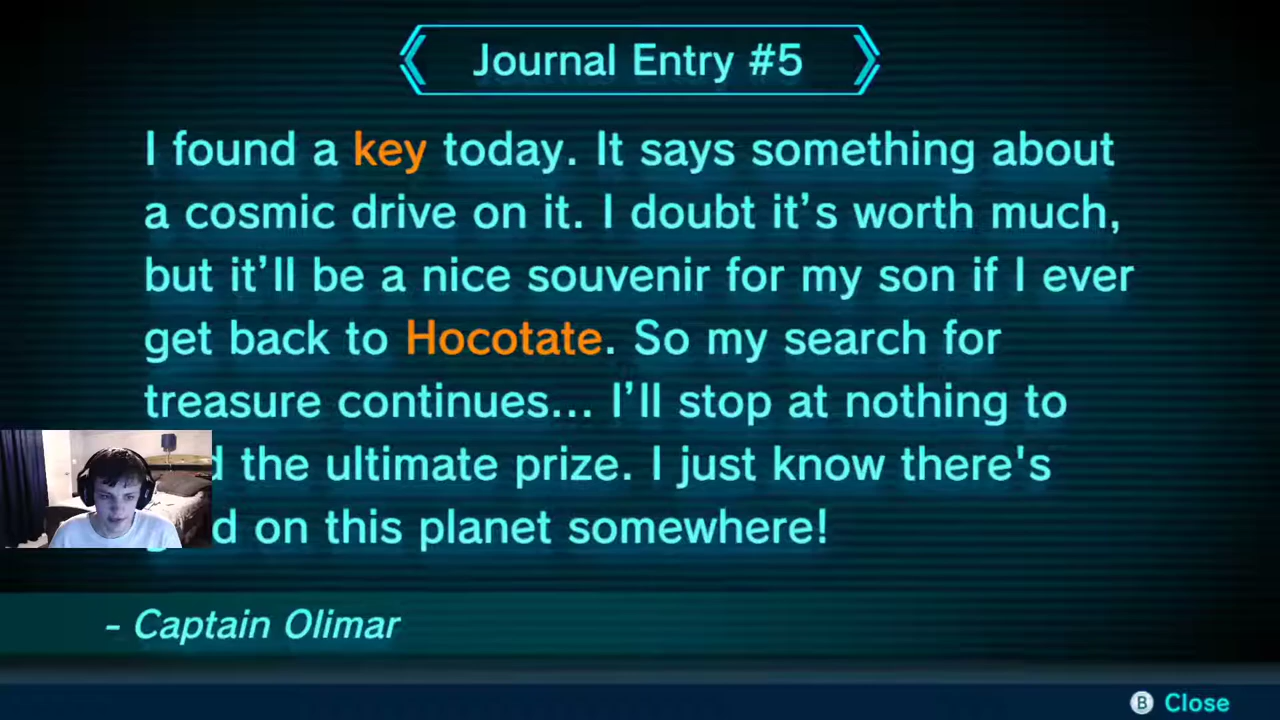 Journal Entry #5
I found a key today. It says something about
a cosmic drive on it. I doubt it's worth much,
but it'll be a nice souvenir for my son if I ever
get back to Hocotate. So my search for
treasure continues... I'll stop at nothing to
the ultimate prize. I just know there's
on this planet somewhere!
- Captain Olimar
B Close